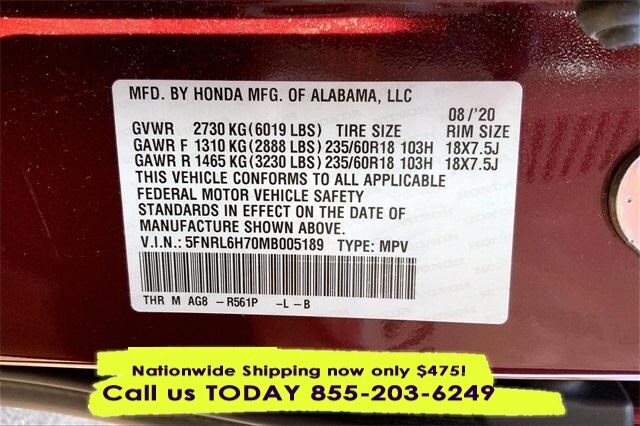 MFD. BY HONDA MFG. OF ALABAMA, LLC
08/'20
GVWR 2730 KG(6019 LBS) TIRE SIZE RIM SIZE
GAWR F 1310 KG(2888 LBS) 235/60R18 103H 18X7.5J
GAWR R 1465 KG(3230 LBS) 235/60R18 103H 18X7.5J
THIS VEHICLE CONFORMS TO ALL APPLICABLE
FEDERAL MOTOR VEHICLE SAFETY
STANDARDS IN EFFECT ON THE DATE OF
MANUFACTURE SHOWN ABOVE.
V.I.N.: 5FNRL6H70MB005189 TYPE: MPV
THR M AG8 -R561P -L-B
Nationwide Shipping now only $475!
Call us TODAY 855-203-6249